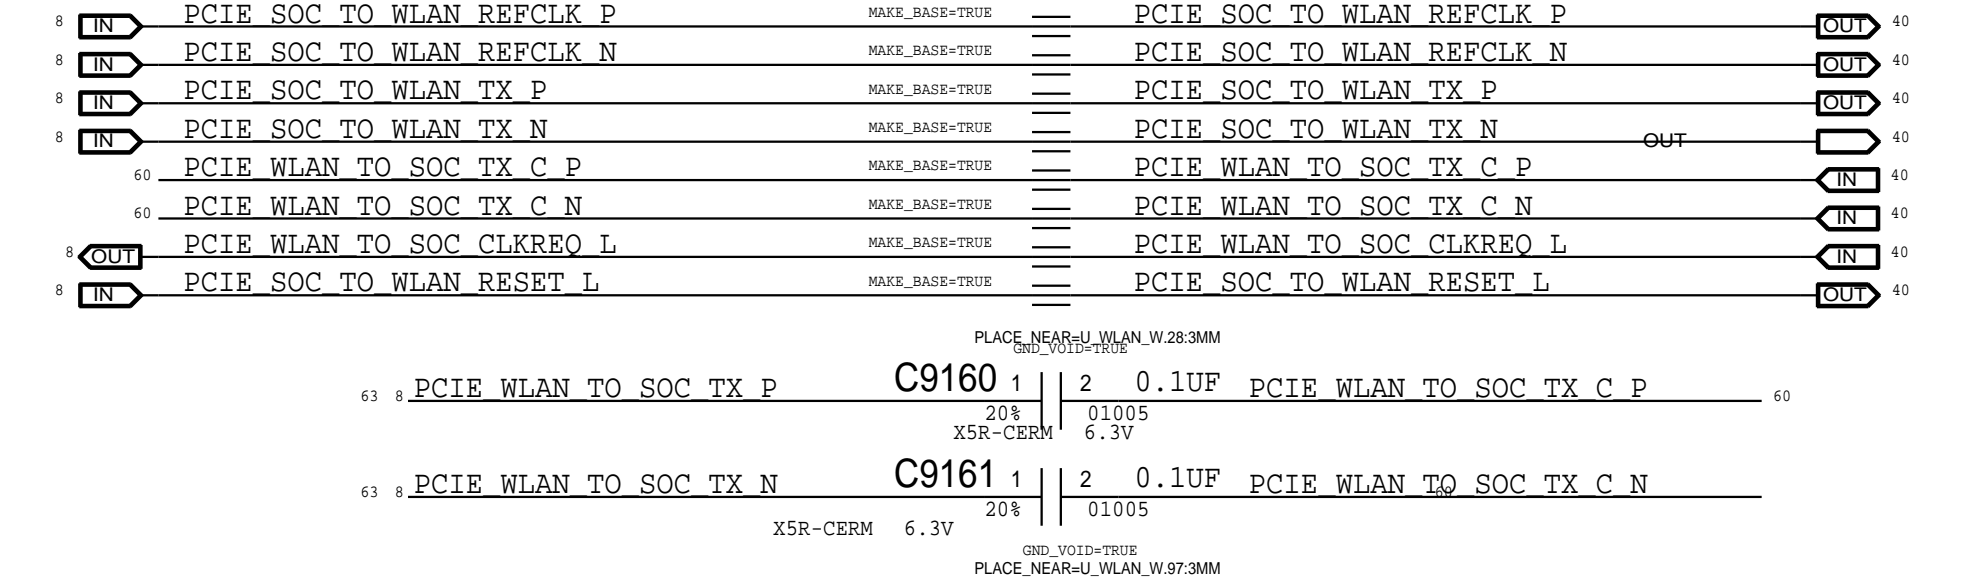 8 IN PCIE_SOC_TO_WLAN_REFCLK_P MAKE_BASE=TRUE PCIE_SOC_TO_WLAN_REFCLK_P OUT 40
8 IN PCIE_SOC_TO_WLAN_REFCLK_N MAKE_BASE=TRUE PCIE_SOC_TO_WLAN_REFCLK_N OUT 40
8 IN PCIE_SOC_TO_WLAN_TX_P MAKE_BASE=TRUE PCIE_SOC_TO_WLAN_TX_P OUT 40
8 IN PCIE_SOC_TO_WLAN_TX_N MAKE_BASE=TRUE PCIE_SOC_TO_WLAN_TX_N OUT 40
60 PCIE_WLAN_TO_SOC_TX_C_P MAKE_BASE=TRUE PCIE_WLAN_TO_SOC_TX_C_P IN 40
60 PCIE_WLAN_TO_SOC_TX_C_N MAKE_BASE=TRUE PCIE_WLAN_TO_SOC_TX_C_N IN 40
8 OUT PCIE_WLAN_TO_SOC_CLKREQ_L MAKE_BASE=TRUE PCIE_WLAN_TO_SOC_CLKREQ_L IN 40
8 IN PCIE_SOC_TO_WLAN_RESET_L MAKE_BASE=TRUE PCIE_SOC_TO_WLAN_RESET_L OUT 40
PLACE_NEAR=U_WLAN_W.28:3MM
GND_VOID=TRUE
63 8 PCIE_WLAN_TO_SOC_TX_P C9160 1 2 0.1UF PCIE_WLAN_TO_SOC_TX_C_P 60
20% 01005
X5R-CERM 6.3V
63 8 PCIE_WLAN_TO_SOC_TX_N C9161 1 2 0.1UF PCIE_WLAN_TO_SOC_TX_C_N 60
20% 01005
X5R-CERM 6.3V
GND_VOID=TRUE
PLACE_NEAR=U_WLAN_W.97:3MM